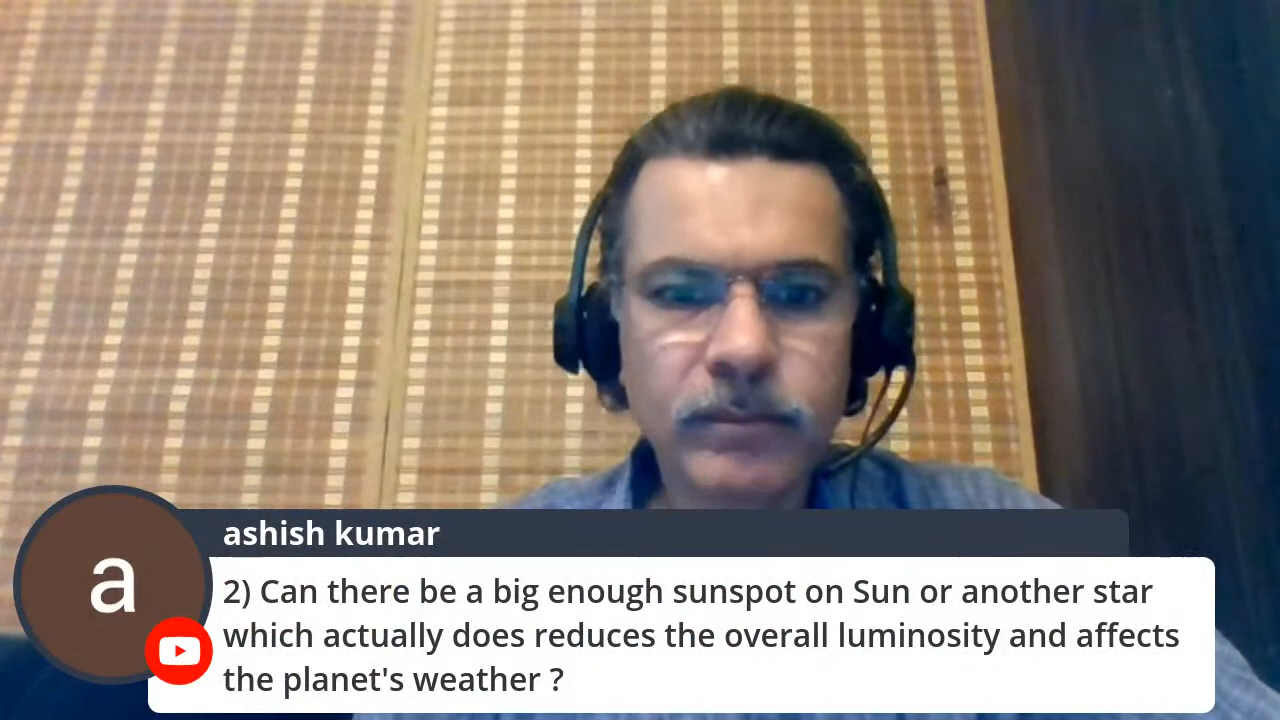 a
ashish kumar
2) Can there be a big enough sunspot on Sun or another star
which actually does reduces the overall luminosity and affects
the planet's weather ?